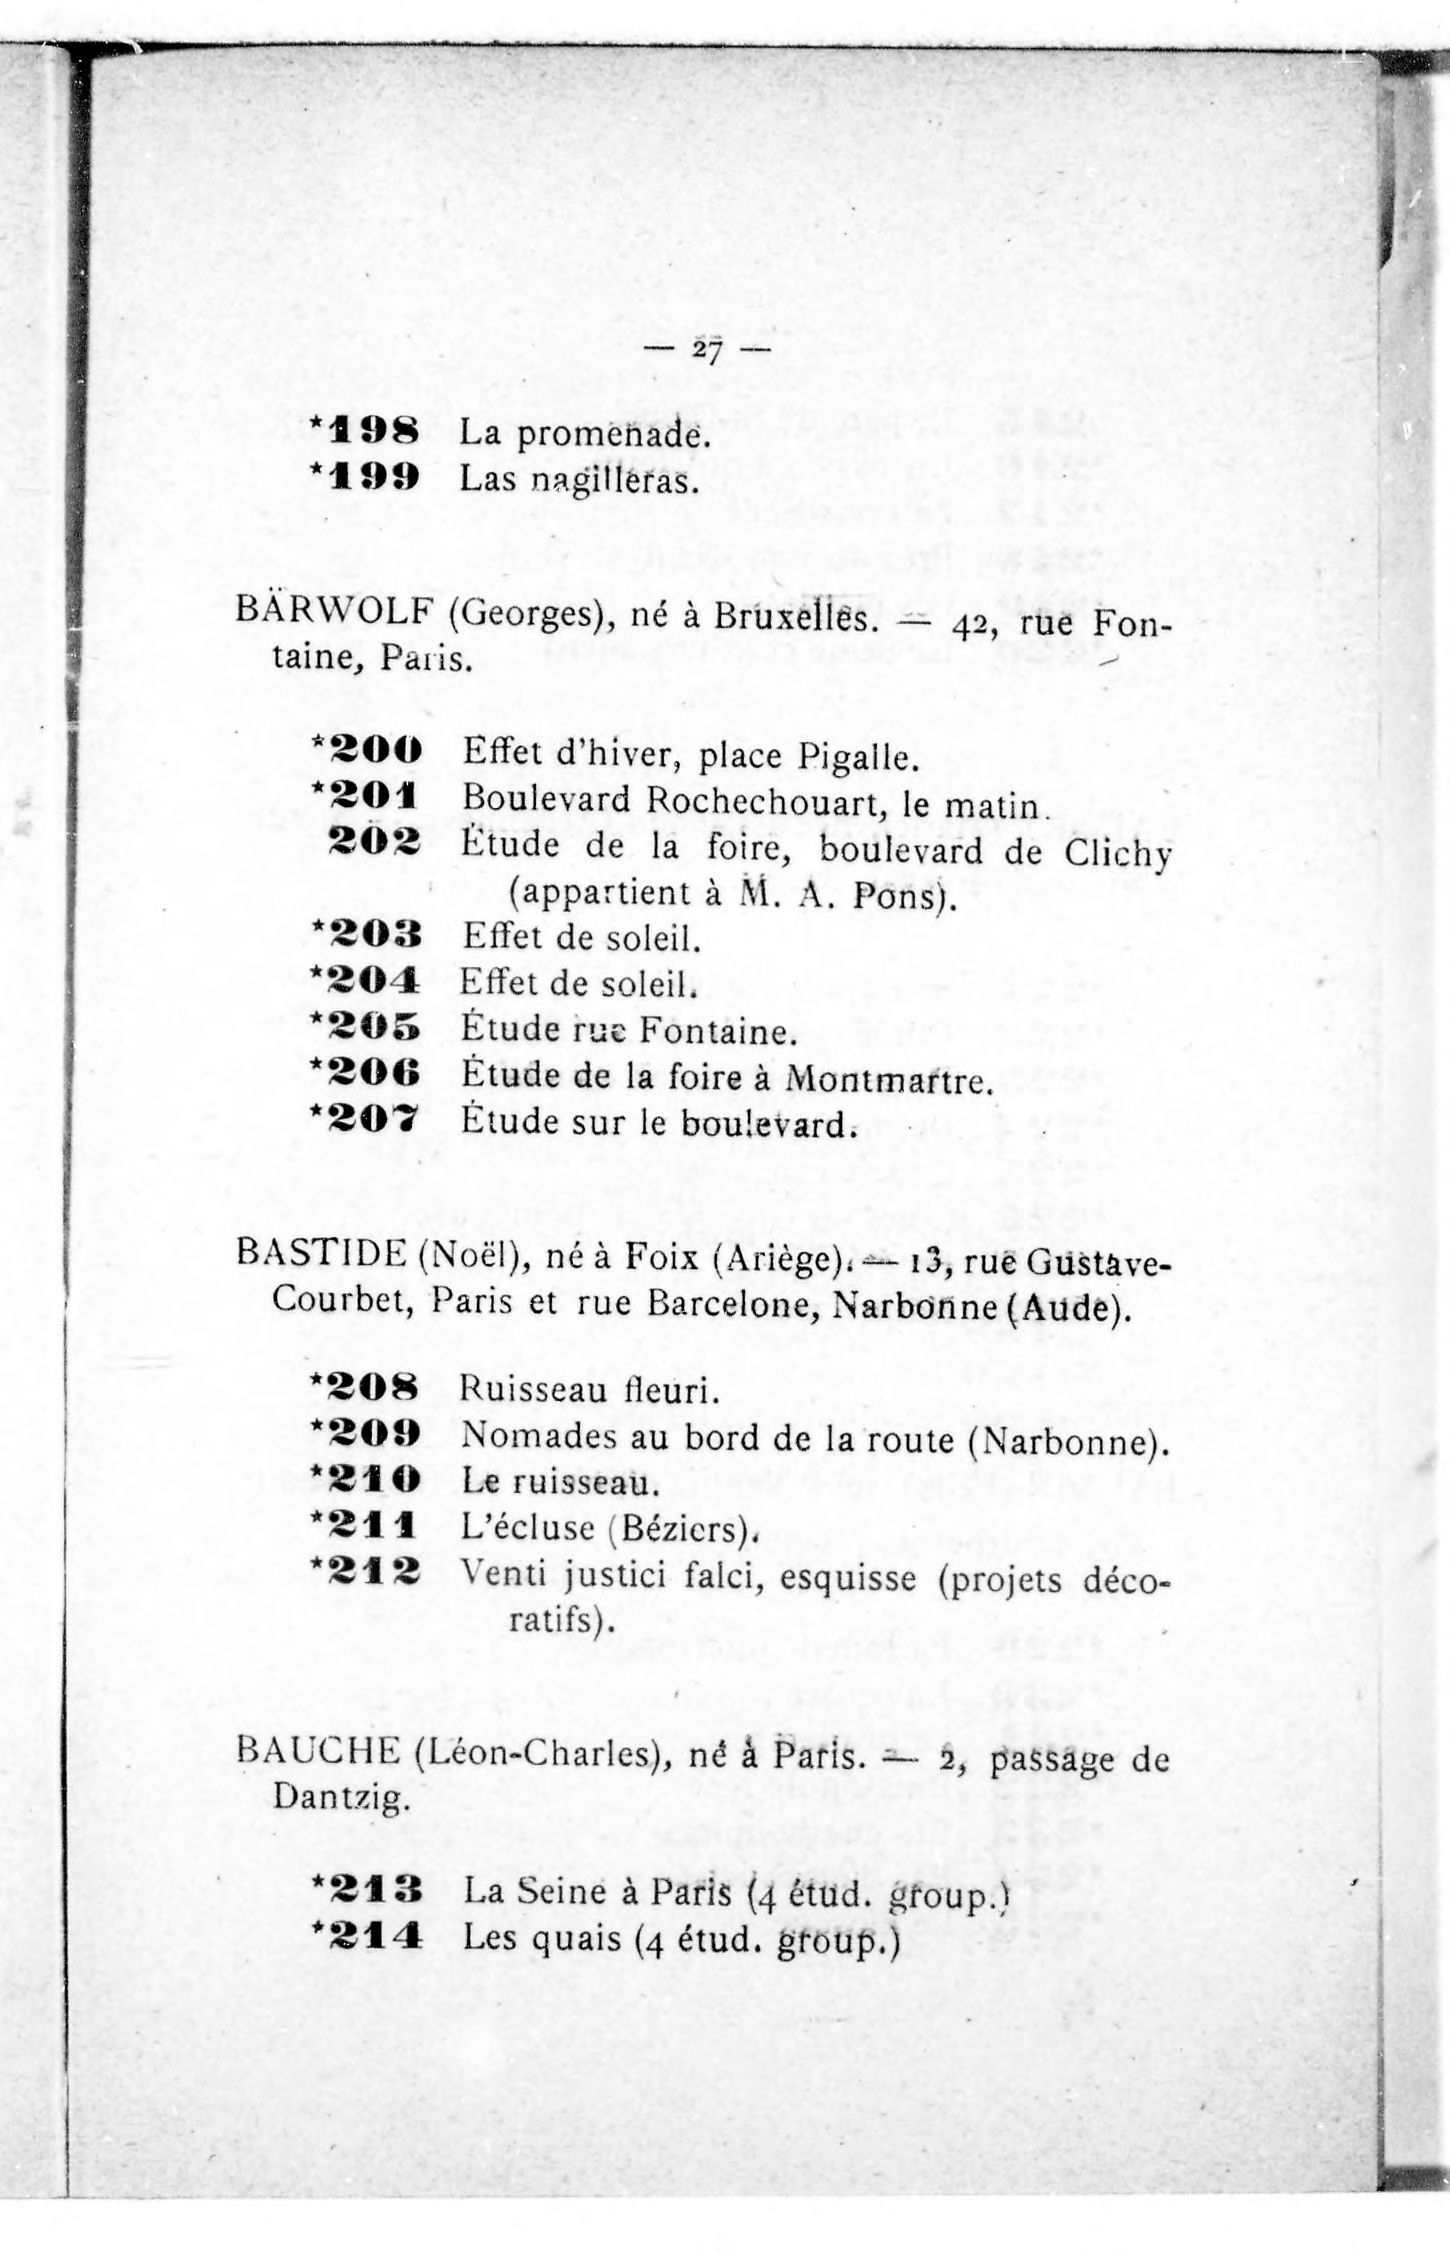 — 27 —
*198 La promenade.
*199 Las nagilleras.
BÄRWOLF (Georges), né à Bruxelles. — 42, rue Fon-
taine, Paris.
*200 Effet d'hiver, place Pigalle.
*201 Boulevard Rochechouart, le matin.
202 Étude de la foire, boulevard de Clichy
(appartient à M. A. Pons).
*203 Effet de soleil.
*204 Effet de soleil.
*205 Étude rue Fontaine.
*206 Étude de la foire à Montmartre.
*207 Étude sur le boulevard.
BASTIDE (Noël), né à Foix (Ariège). — 13, rue Gustave-
Courbet, Paris et rue Barcelone, Narbonne (Aude).
*208 Ruisseau fleuri.
*209 Nomades au bord de la route (Narbonne).
*210 Le ruisseau.
*211 L'écluse (Béziers).
*212 Venti justici falci, esquisse (projets déco-
ratifs).
BAUCHE (Léon-Charles), né à Paris. — 2, passage de
Dantzig.
*213 La Seine à Paris (4 étud. group.)
*214 Les quais (4 étud. group.)